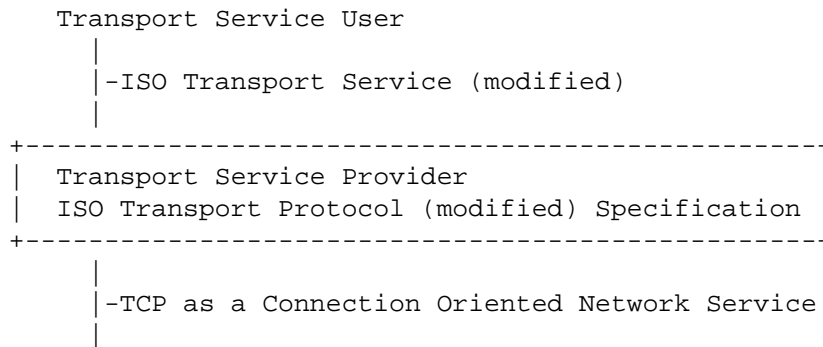 Transport Service User
|
|-ISO Transport Service (modified)
|
+---------------------------------------------------
| Transport Service Provider
| ISO Transport Protocol (modified) Specification
+---------------------------------------------------
|
|-TCP as a Connection Oriented Network Service
|